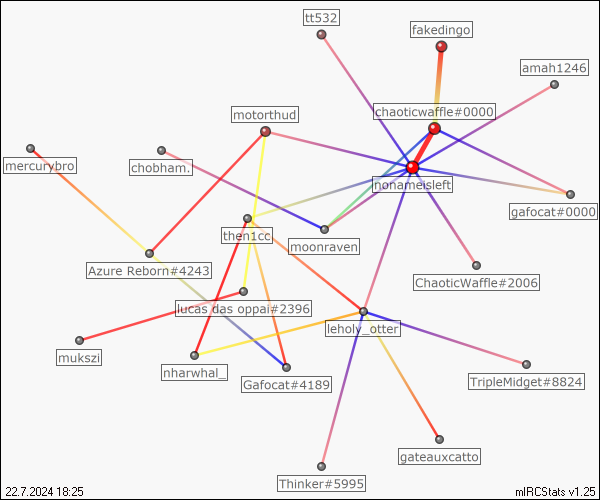 tt532
fakedingo
amah1246
chaoticwaffle#0000
motorthud
mercurybro
chobham.
nonameisleft
gafocat#0000
then1cc
moonraven
Azure Reborn#4243
ChaoticWaffle#2006
lucas das oppai#2396
leholy_otter
mukszi
nharwhal_
Gafocat#4189
TripleMidget#8824
gateauxcatto
Thinker#5995
22.7.2024 18:25
mIRCStats v1.25